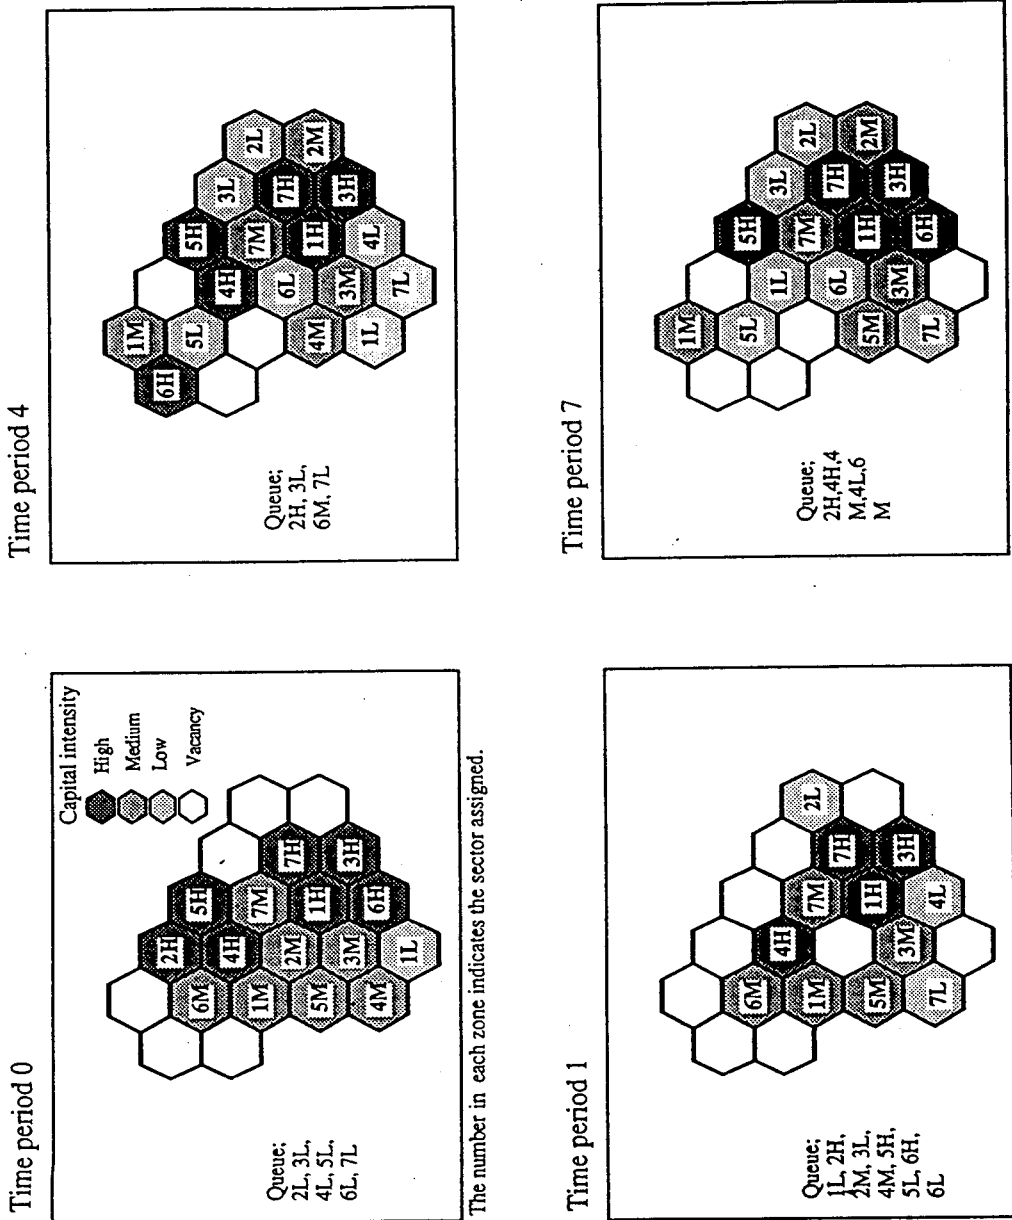 Time period 0
Capital intensity
High
Medium
Low
Vacancy
2H
6M 5H
4H
1M 7M
2M 7H
5M 1H
3M 3H
4M 6H
1L
Queue;
2L, 3L,
4L, 5L,
6L, 7L
The number in each zone indicates the sector assigned.
Time period 4
1M
6H
5L 5H
4H 3L
7M 2L
6L 7H
4M 1H 2M
3M 3H
1L 4L
7L
Queue;
2H, 3L,
6M, 7L
Time period 1
6M
4H
1M 7M 2L
7H
5M 1H
3M 3H
7L 4L
Queue;
1L, 2H,
2M, 3L,
4M, 5H,
5L, 6H,
6L
Time period 7
1M
5L 5H
1L 3L
7M 2L
6L 7H
5M 1H 2M
3M 3H
7L 6H
Queue;
2H,4H,4
M,4L,6
M